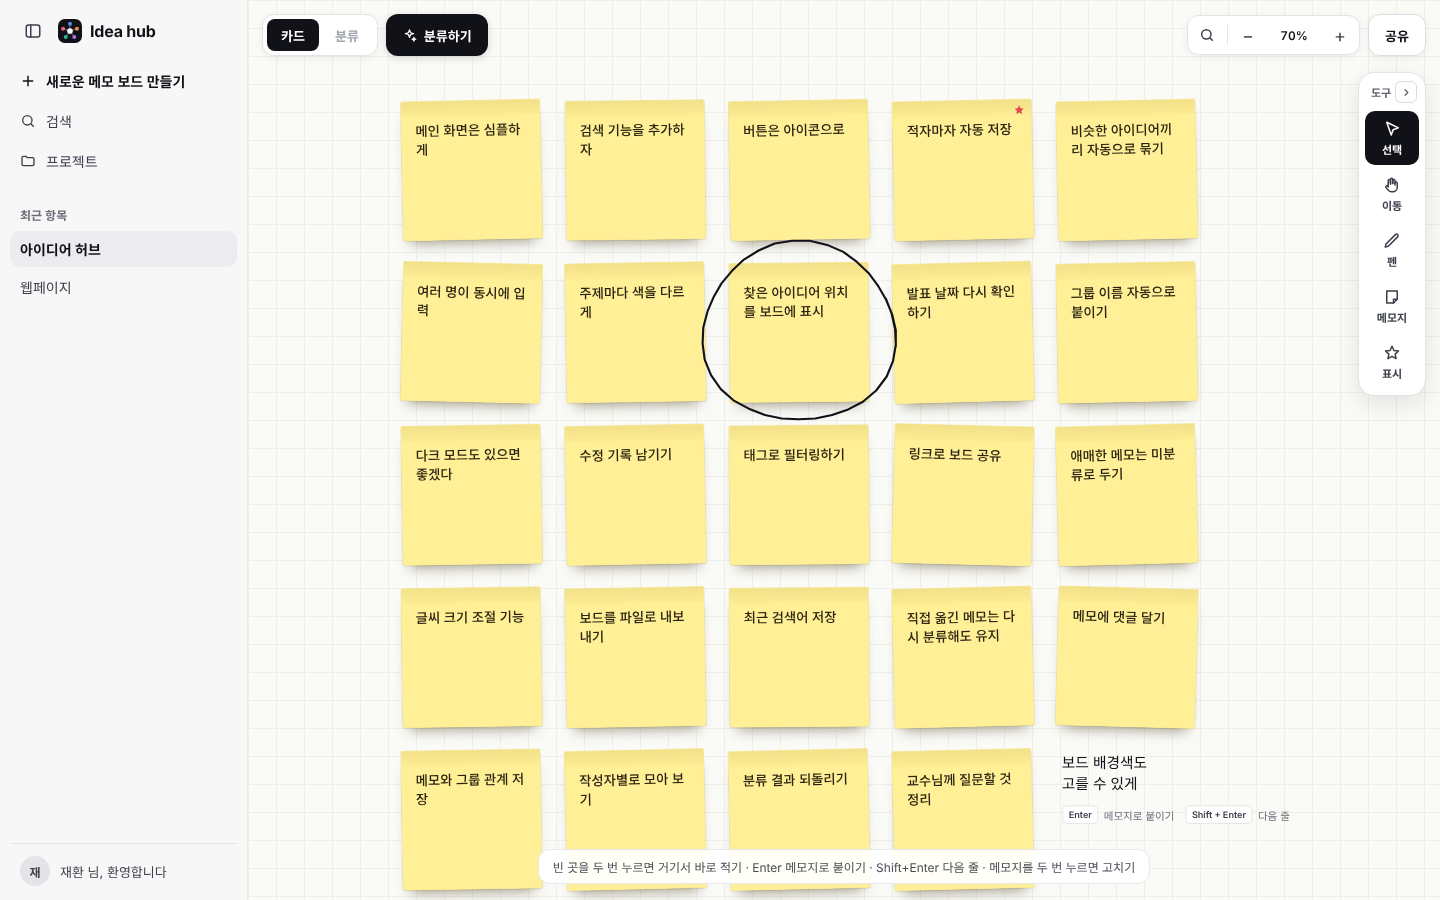 Idea hub
새로운 메모 보드 만들기
검색
프로젝트
최근 항목
아이디어 허브
웹페이지
재
재환 님, 환영합니다
카드
분류
분류하기
70%
공유
도구
선택
이동
펜
메모지
표시
메인 화면은 심플하
게
검색 기능을 추가하
자
버튼은 아이콘으로
적자마자 자동 저장
비슷한 아이디어끼
리 자동으로 묶기
여러 명이 동시에 입
력
주제마다 색을 다르
게
찾은 아이디어 위치
를 보드에 표시
발표 날짜 다시 확인
하기
그룹 이름 자동으로
붙이기
다크 모드도 있으면
좋겠다
수정 기록 남기기
태그로 필터링하기
링크로 보드 공유
애매한 메모는 미분
류로 두기
글씨 크기 조절 기능
보드를 파일로 내보
내기
최근 검색어 저장
직접 옮긴 메모는 다
시 분류해도 유지
메모에 댓글 달기
메모와 그룹 관계 저
장
작성자별로 모아 보
기
분류 결과 되돌리기
교수님께 질문할 것
정리
보드 배경색도
고를 수 있게
Enter 메모지로 붙이기 Shift + Enter 다음 줄
빈 곳을 두 번 누르면 거기서 바로 적기 · Enter 메모지로 붙이기 · Shift+Enter 다음 줄 · 메모지를 두 번 누르면 고치기